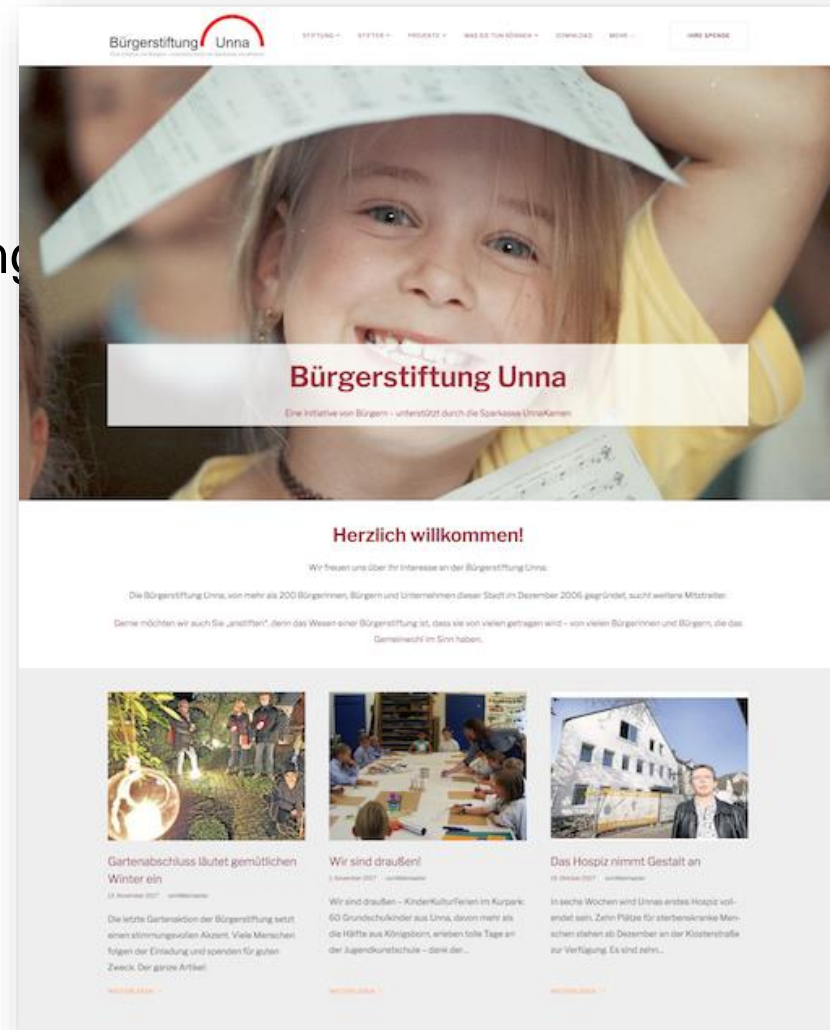 Bürgerstiftung Unna
STIFTUNG
STIFTER
PROJEKTE
WAS SIE TUN KÖNNEN
DOWNLOAD
MEHR
IHRE SPENDE
Bürgerstiftung Unna
Eine Initiative von Bürgern – unterstützt durch die Sparkasse UnnaKamen
Herzlich willkommen!
Wir freuen uns über Ihr Interesse an der Bürgerstiftung Unna.
Die Bürgerstiftung Unna, von mehr als 200 Bürgerinnen, Bürgern und Unternehmen dieser Stadt im Dezember 2006 gegründet, sucht weitere Mitstreiter.
Gerne möchten wir auch Sie „anstiften“, denn das Wesen einer Bürgerstiftung ist, dass sie von vielen getragen wird – von vielen Bürgerinnen und Bürgern, die das
Gemeinwohl im Sinn haben.
Gartenabschluss läutet gemütlichen
Winter ein
November 2017
Die letzte Gartenaktion der Bürgerstiftung setzt
einen stimmungsvollen Akzent. Viele Menschen
folgen der Einladung und spenden für guten
Zweck. Der ganze Artikel:
WEITERLESEN
Wir sind draußen!
November 2017
Wir sind draußen – KinderKulturFerien im Kurpark:
60 Grundschulkinder aus Unna, davon mehr als
die Hälfte aus Königsborn, erleben tolle Tage an
der Jugendkunstschule – dank der...
WEITERLESEN
Das Hospiz nimmt Gestalt an
Oktober 2017
In sechs Wochen wird Unnas erstes Hospiz voll-
endet sein. Zehn Plätze für sterbenskranke Men-
schen stehen ab Dezember an der Klosterstraße
zur Verfügung. Es sind zehn...
WEITERLESEN